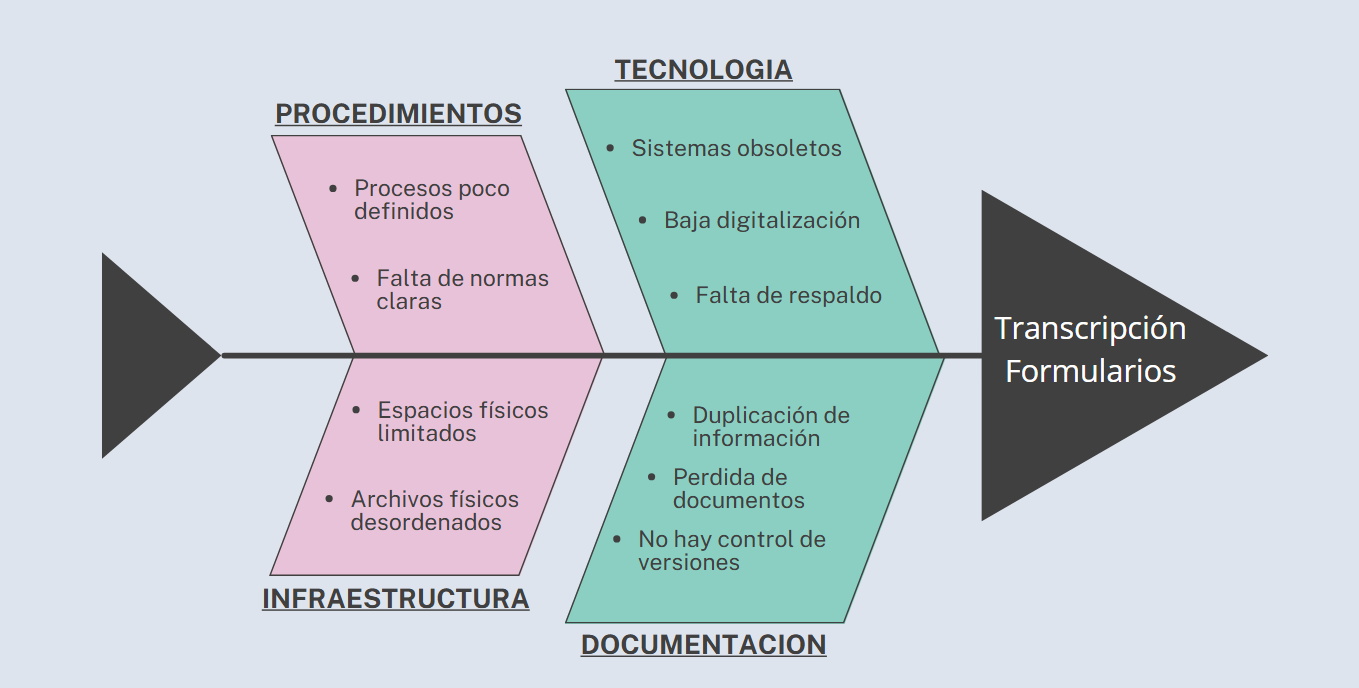 PROCEDIMIENTOS
• Procesos poco
definidos
• Falta de normas
claras
TECNOLOGIA
• Sistemas obsoletos
• Baja digitalización
• Falta de respaldo
• Espacios físicos
limitados
• Archivos físicos
desordenados
INFRAESTRUCTURA
• Duplicación de
información
• Perdida de
documentos
• No hay control de
versiones
DOCUMENTACION
Transcripción
Formularios